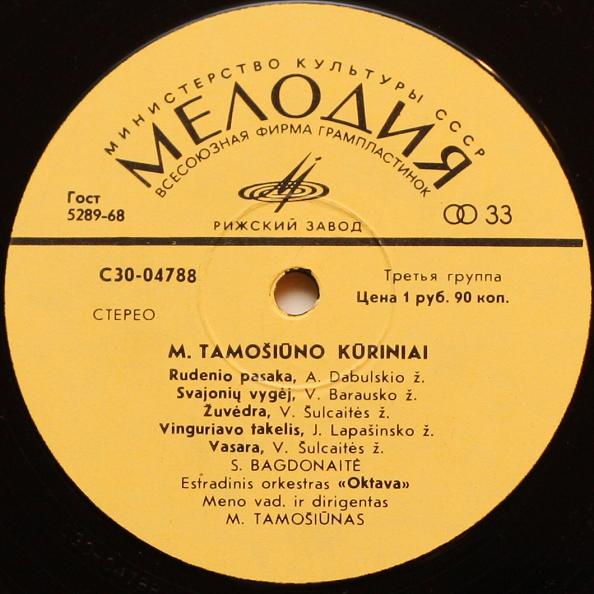 МИНИСТЕРСТВО КУЛЬТУРЫ СССР
МЕЛОДИЯ
ВСЕСОЮЗНАЯ ФИРМА ГРАМПЛАСТИНОК
Гост
5289-68
33
РИЖСКИЙ ЗАВОД
С30-04788
Третья группа
Цена 1 руб. 90 коп.
СТЕРЕО
M. TAMOŠIŪNO KŪRINIAI
Rudenio pasaka, A. Dabulskio ž.
Svajonių vygėj, V. Barausko ž.
Žuvėdra, V. Šulcaitės ž.
Vinguriavo takelis, J. Lapašinsko ž.
Vasara, V. Šulcaitės ž.
S. BAGDONAITĖ
Estradinis orkestras «Oktava»
Meno vad. ir dirigentas
M. TAMOŠIŪNAS